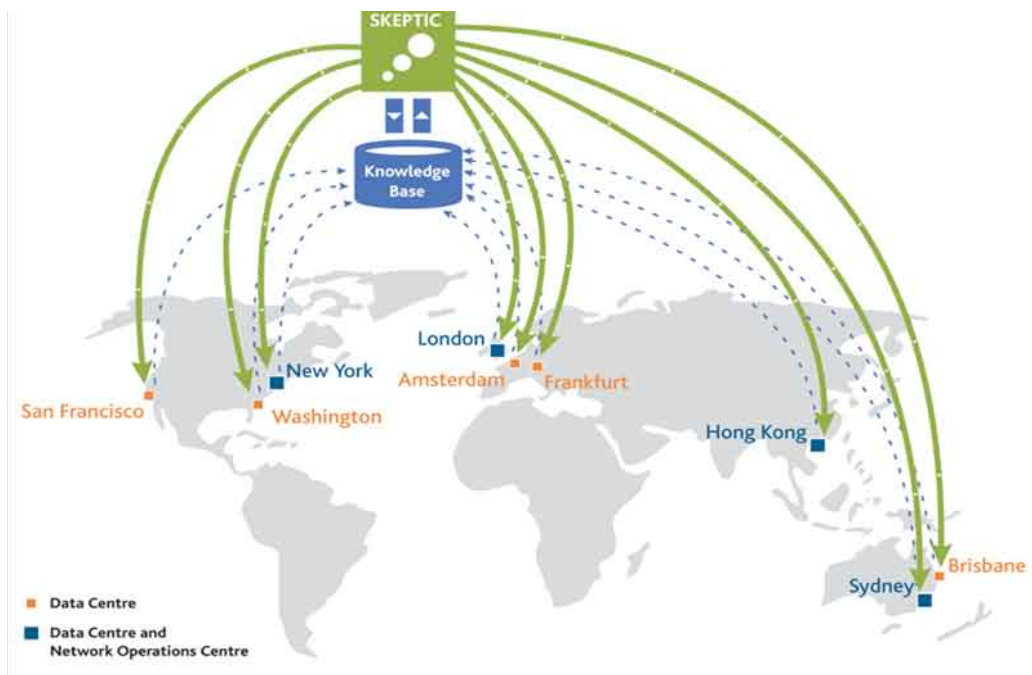 SKEPTIC
Knowledge
Base
London
New York
Amsterdam
Frankfurt
San Francisco
Washington
Hong Kong
Brisbane
Sydney
Data Centre
Data Centre and
Network Operations Centre